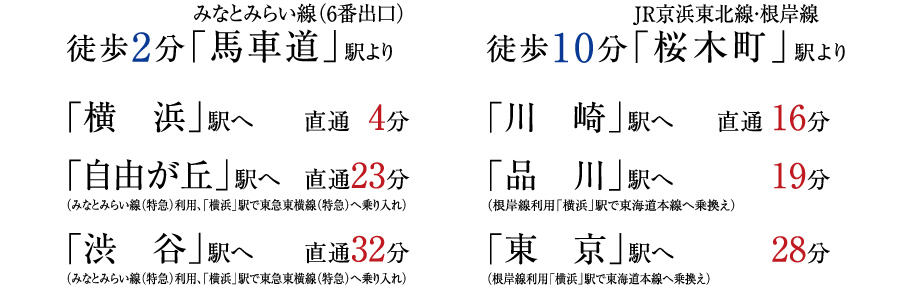 みなとみらい線(6番出口)
徒歩2分「馬車道」駅より
「横 浜」駅へ 直通 4分
「自由が丘」駅へ 直通23分
(みなとみらい線(特急)利用、「横浜」駅で東急東横線(特急)へ乗り入れ)
「渋 谷」駅へ 直通32分
(みなとみらい線(特急)利用、「横浜」駅で東急東横線(特急)へ乗り入れ)
JR京浜東北線・根岸線
徒歩10分「桜木町」駅より
「川 崎」駅へ 直通16分
「品 川」駅へ 19分
(根岸線利用「横浜」駅で東海道本線へ乗換え)
「東 京」駅へ 28分
(根岸線利用「横浜」駅で東海道本線へ乗換え)